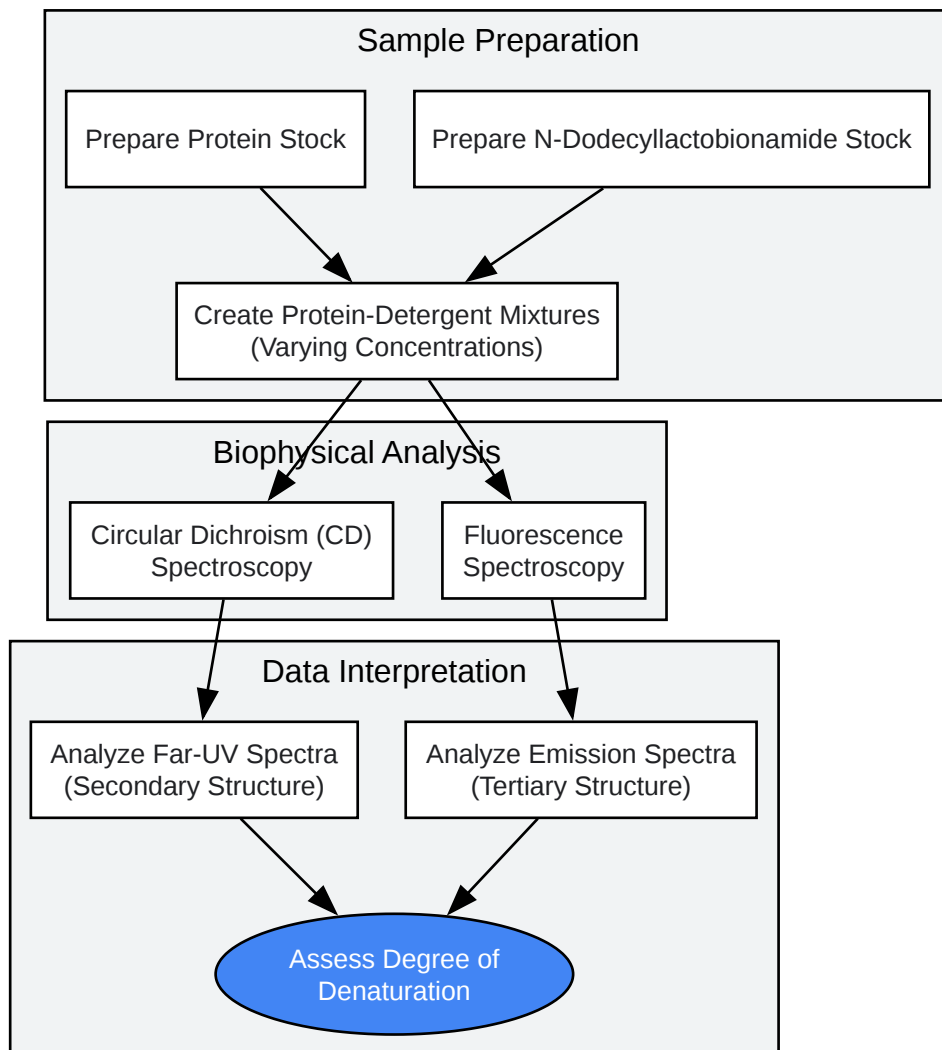 Sample Preparation
Prepare Protein Stock
Prepare N-Dodecyllactobionamide Stock
Create Protein-Detergent Mixtures
(Varying Concentrations)
Biophysical Analysis
Circular Dichroism (CD)
Spectroscopy
Fluorescence
Spectroscopy
Data Interpretation
Analyze Far-UV Spectra
(Secondary Structure)
Analyze Emission Spectra
(Tertiary Structure)
Assess Degree of
Denaturation